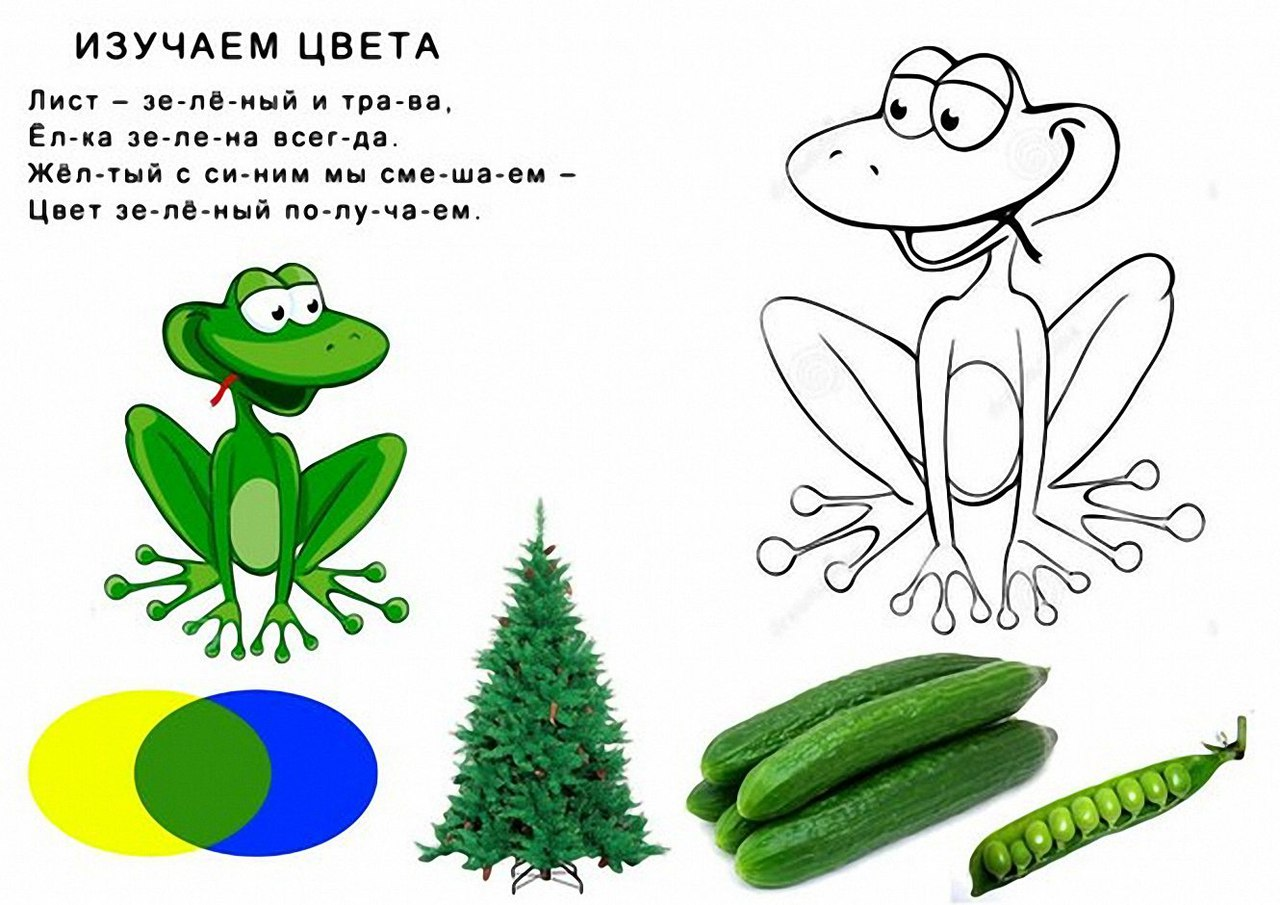 ИЗУЧАЕМ ЦВЕТА
Лист – зе-лё-ный и тра-ва,
Ёл-ка зе-ле-на всег-да.
Жёл-тый с си-ним мы сме-ша-ем –
Цвет зе-лё-ный по-лу-ча-ем.